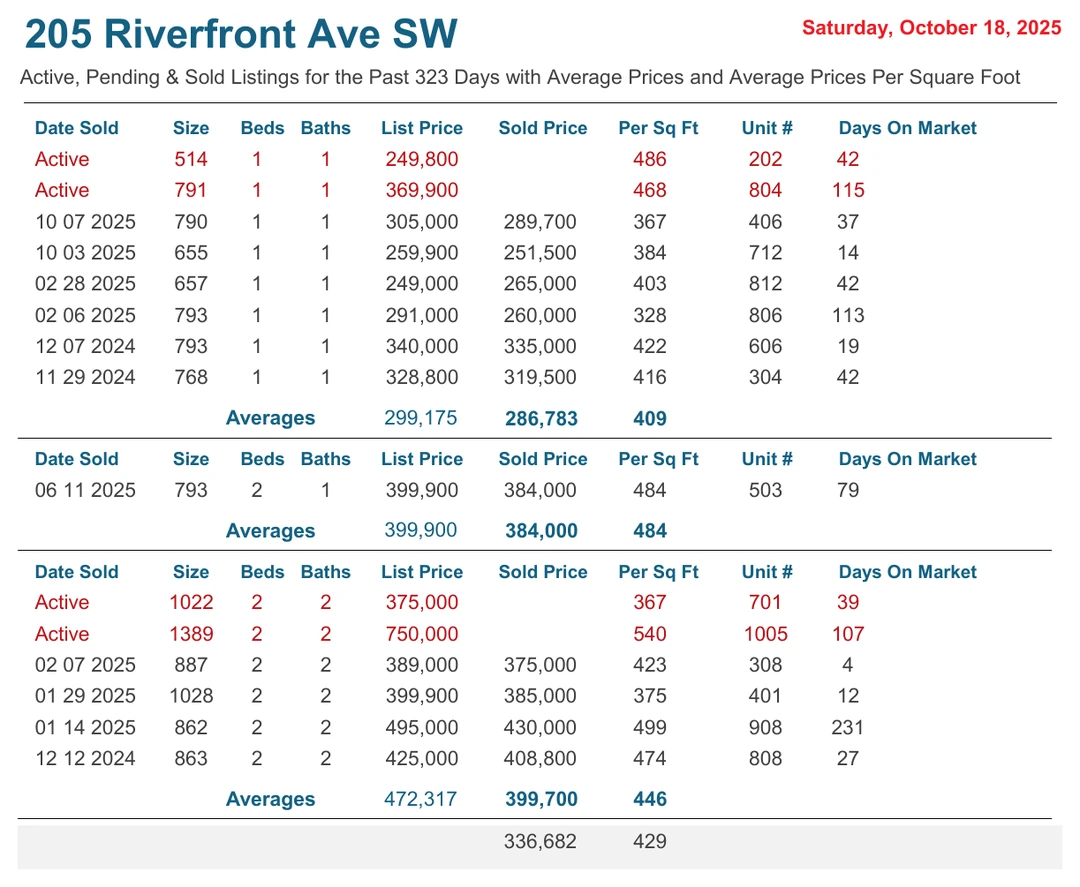 205 Riverfront Ave SW
Saturday, October 18, 2025
Active, Pending & Sold Listings for the Past 323 Days with Average Prices and Average Prices Per Square Foot
Date Sold Size Beds Baths List Price Sold Price Per Sq Ft Unit # Days On Market
Active 514 1 1 249,800 486 202 42
Active 791 1 1 369,900 468 804 115
10 07 2025 790 1 1 305,000 289,700 367 406 37
10 03 2025 655 1 1 259,900 251,500 384 712 14
02 28 2025 657 1 1 249,000 265,000 403 812 42
02 06 2025 793 1 1 291,000 260,000 328 806 113
12 07 2024 793 1 1 340,000 335,000 422 606 19
11 29 2024 768 1 1 328,800 319,500 416 304 42
Averages 299,175 286,783 409
Date Sold Size Beds Baths List Price Sold Price Per Sq Ft Unit # Days On Market
06 11 2025 793 2 1 399,900 384,000 484 503 79
Averages 399,900 384,000 484
Date Sold Size Beds Baths List Price Sold Price Per Sq Ft Unit # Days On Market
Active 1022 2 2 375,000 367 701 39
Active 1389 2 2 750,000 540 1005 107
02 07 2025 887 2 2 389,000 375,000 423 308 4
01 29 2025 1028 2 2 399,900 385,000 375 401 12
01 14 2025 862 2 2 495,000 430,000 499 908 231
12 12 2024 863 2 2 425,000 408,800 474 808 27
Averages 472,317 399,700 446
336,682 429